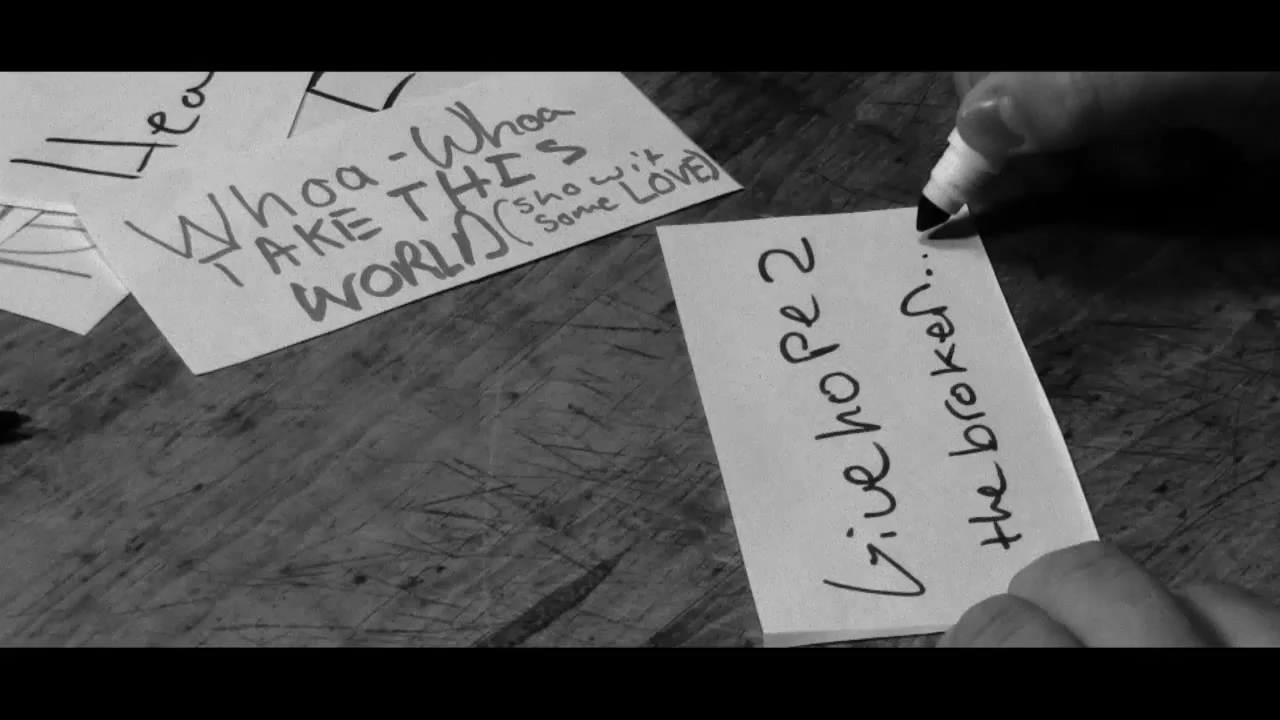 Whoa-Whoa
TAKE THIS
WORLD (show it
some LOVE)
Give hope 2
the broken...